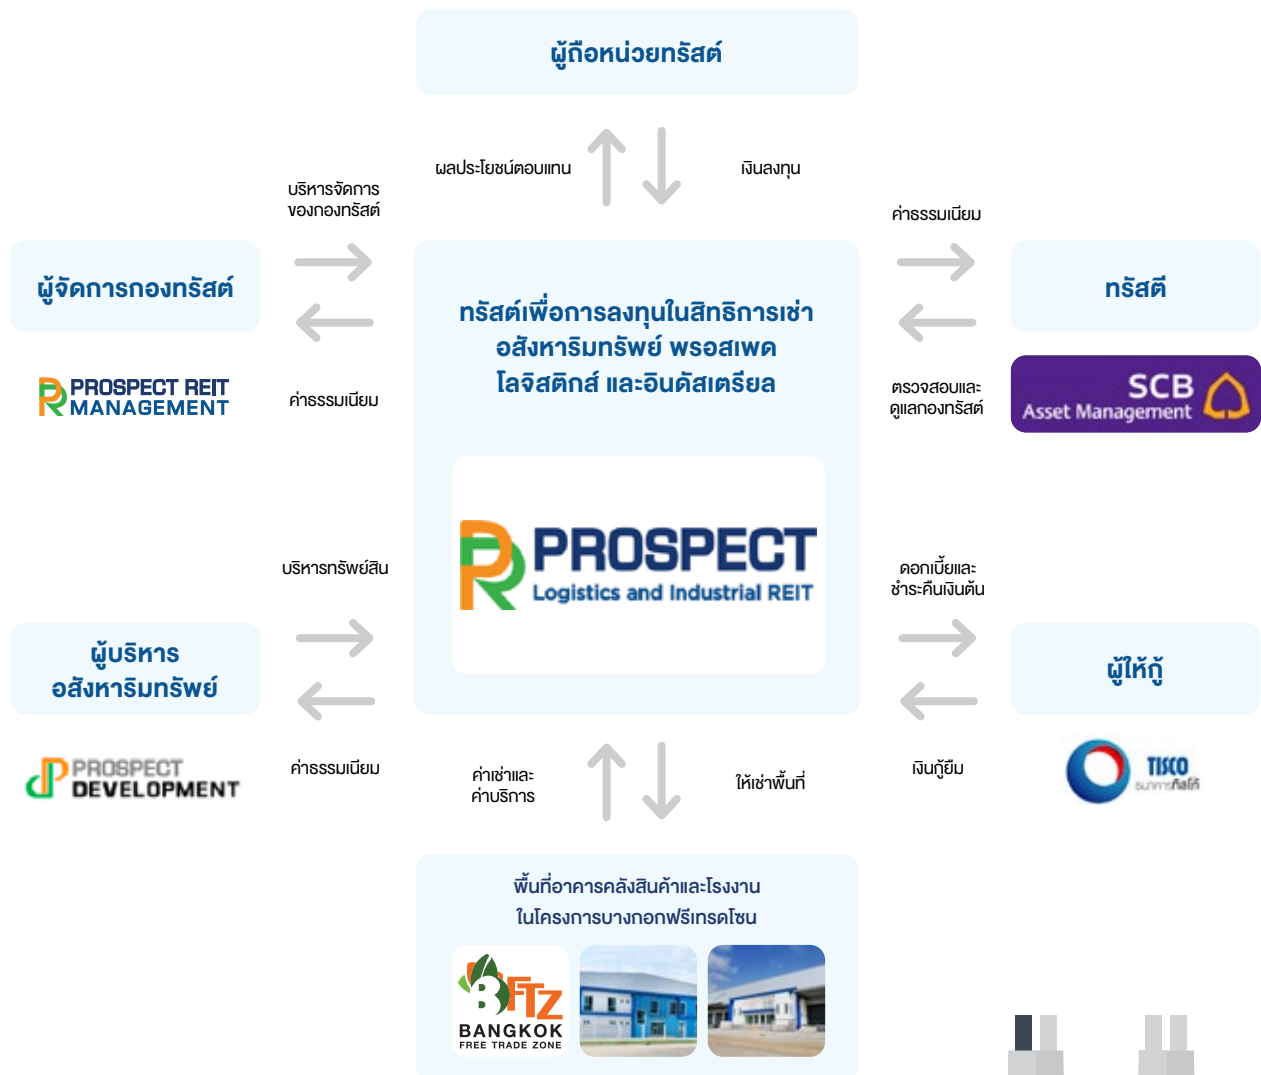 ผู้ถือหน่วยทรัสต์
ผลประโยชน์ตอบแทน
เงินลงทุน
บริหารจัดการ
ของกองทรัสต์
ค่าธรรมเนียม
ผู้จัดการกองทรัสต์
ทรัสต์เพื่อการลงทุนในสิทธิการเช่า
อสังหาริมทรัพย์ พรอสเพด
โลจิสติกส์ และอินดัสเตรียล
ทรัสตี
PROSPECT REIT
MANAGEMENT
ค่าธรรมเนียม
ตรวจสอบและ
ดูแลกองทรัสต์
SCB
Asset Management
PROSPECT
Logistics and Industrial REIT
บริหารทรัพย์สิน
ดอกเบี้ยและ
ชำระคืนเงินต้น
ผู้บริหาร
อสังหาริมทรัพย์
ผู้ให้กู้
PROSPECT
DEVELOPMENT
ค่าธรรมเนียม
ค่าเช่าและ
ค่าบริการ
ให้เช่าพื้นที่
เงินกู้ยืม
TISCO
ธนาคารทิสโก้
พื้นที่อาคารคลังสินค้าและโรงงาน
ในโครงการบางกอกฟรีเทรดโซน
BFTZ
BANGKOK
FREE TRADE ZONE